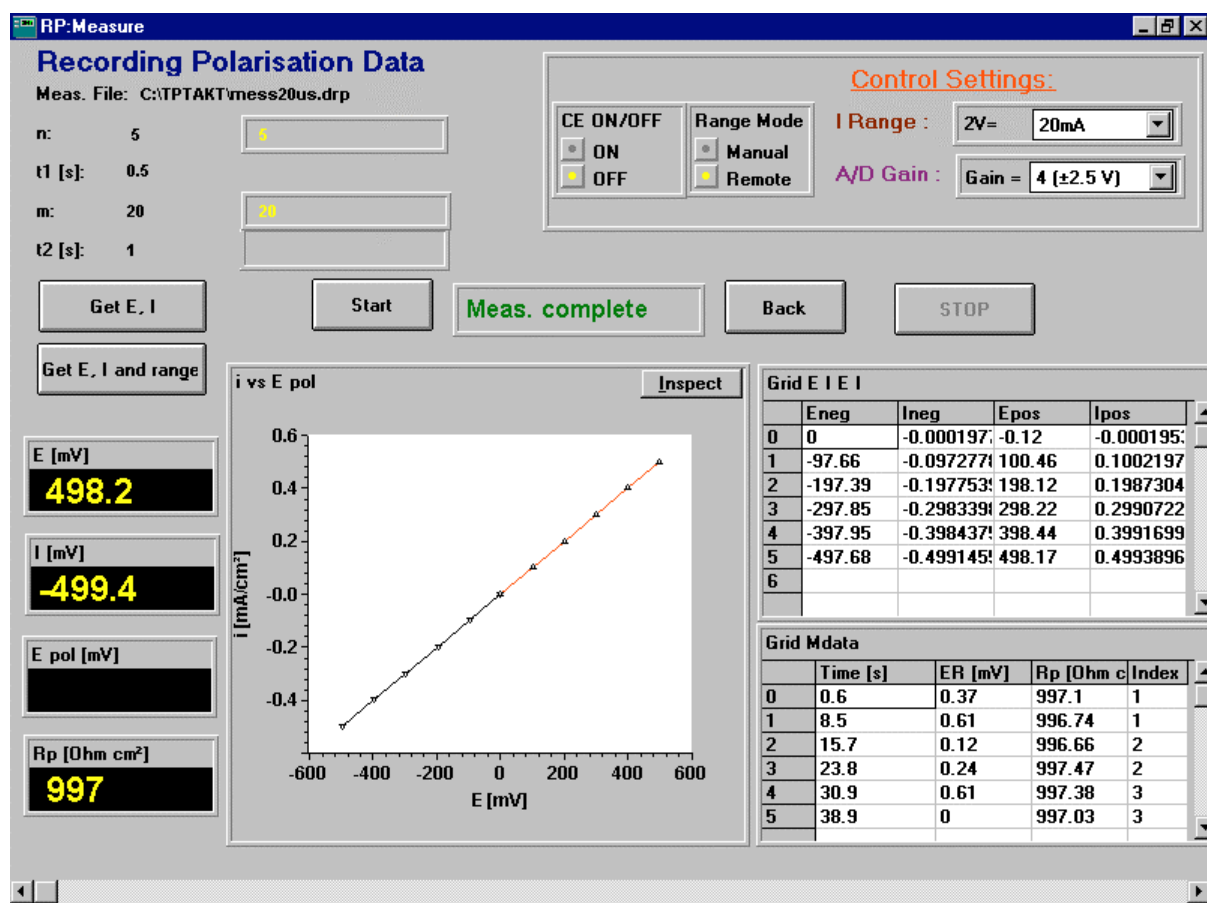 RP:Measure
Recording Polarisation Data
Meas. File: C:\TPTAKT\mess20us.drp
n: 5 5
t1 [s]: 0.5
m: 20 20
t2 [s]: 1
Control Settings:
CE ON/OFF
ON
OFF
Range Mode
Manual
Remote
I Range : 2V= 20mA
A/D Gain : Gain = 4 (±2.5 V)
Get E, I
Start
Meas. complete
Back
STOP
Get E, I and range
E [mV]
498.2
I [mV]
-499.4
E pol [mV]
Rp [Ohm cm²]
997
i vs E pol
Inspect
0.6
0.4
0.2
-0.0
-0.2
-0.4
i [mA/cm²]
-600 -400 -200 0 200 400 600
E [mV]
Grid E I E I
Eneg Ineg Epos Ipos
0 0 -0.000197 -0.12 -0.000195
1 -97.66 -0.097277 100.46 0.1002197
2 -197.39 -0.197753 198.12 0.1987304
3 -297.85 -0.298339 298.22 0.2990722
4 -397.95 -0.398437 398.44 0.3991699
5 -497.68 -0.499145 498.17 0.4993896
6
Grid Mdata
Time [s] ER [mV] Rp [Ohm c Index
0 0.6 0.37 997.1 1
1 8.5 0.61 996.74 1
2 15.7 0.12 996.66 2
3 23.8 0.24 997.47 2
4 30.9 0.61 997.38 3
5 38.9 0 997.03 3